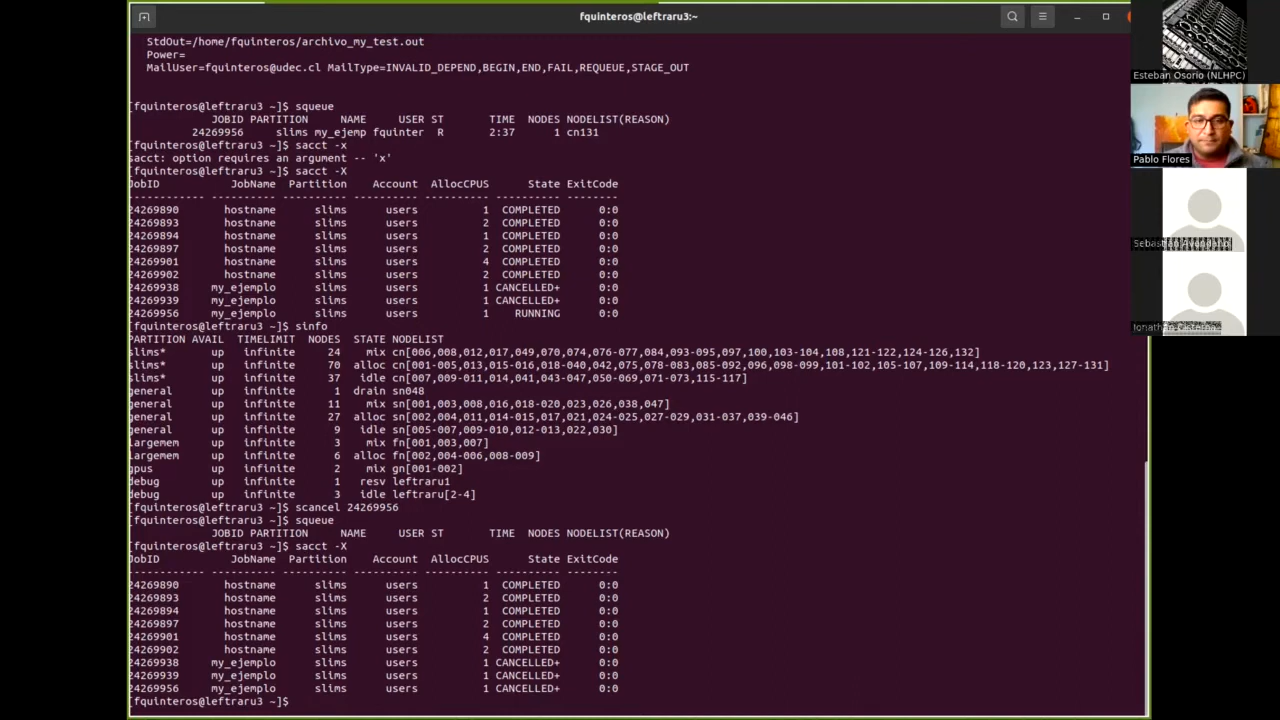 fquinteros@leftraru3:~
StdOut=/home/fquinteros/archivo_my_test.out
Power=
MailUser=fquinteros@udec.cl MailType=INVALID_DEPEND,BEGIN,END,FAIL,REQUEUE,STAGE_OUT
[fquinteros@leftraru3 ~]$ squeue
JOBID PARTITION NAME USER ST TIME NODES NODELIST(REASON)
24269956 slims my_ejemp fquinter R 2:37 1 cn131
[fquinteros@leftraru3 ~]$ sacct -x
sacct: option requires an argument -- 'x'
[fquinteros@leftraru3 ~]$ sacct -X
JobID JobName Partition Account AllocCPUS State ExitCode
------------ ---------- ---------- ---------- ---------- ---------- --------
24269890 hostname slims users 1 COMPLETED 0:0
24269893 hostname slims users 2 COMPLETED 0:0
24269894 hostname slims users 1 COMPLETED 0:0
24269897 hostname slims users 2 COMPLETED 0:0
24269901 hostname slims users 4 COMPLETED 0:0
24269902 hostname slims users 2 COMPLETED 0:0
24269938 my_ejemplo slims users 1 CANCELLED+ 0:0
24269939 my_ejemplo slims users 1 CANCELLED+ 0:0
24269956 my_ejemplo slims users 1 RUNNING 0:0
[fquinteros@leftraru3 ~]$ sinfo
PARTITION AVAIL TIMELIMIT NODES STATE NODELIST
slims* up infinite 24 mix cn[006,008,012,017,049,070,074,076-077,084,093-095,097,100,103-104,108,121-122,124-126,132]
slims* up infinite 70 alloc cn[001-005,013,015-016,018-040,042,075,078-083,085-092,096,098-099,101-102,105-107,109-114,118-120,123,127-131]
slims* up infinite 37 idle cn[007,009-011,014,041,043-047,050-069,071-073,115-117]
general up infinite 1 drain sn048
general up infinite 11 mix sn[001,003,008,016,018-020,023,026,038,047]
general up infinite 27 alloc sn[002,004,011,014-015,017,021,024-025,027-029,031-037,039-046]
general up infinite 9 idle sn[005-007,009-010,012-013,022,030]
largemem up infinite 3 mix fn[001,003,007]
largemem up infinite 6 alloc fn[002,004-006,008-009]
gpus up infinite 2 mix gn[001-002]
debug up infinite 1 resv leftraru1
debug up infinite 3 idle leftraru[2-4]
[fquinteros@leftraru3 ~]$ scancel 24269956
[fquinteros@leftraru3 ~]$ squeue
JOBID PARTITION NAME USER ST TIME NODES NODELIST(REASON)
[fquinteros@leftraru3 ~]$ sacct -X
JobID JobName Partition Account AllocCPUS State ExitCode
------------ ---------- ---------- ---------- ---------- ---------- --------
24269890 hostname slims users 1 COMPLETED 0:0
24269893 hostname slims users 2 COMPLETED 0:0
24269894 hostname slims users 1 COMPLETED 0:0
24269897 hostname slims users 2 COMPLETED 0:0
24269901 hostname slims users 4 COMPLETED 0:0
24269902 hostname slims users 2 COMPLETED 0:0
24269938 my_ejemplo slims users 1 CANCELLED+ 0:0
24269939 my_ejemplo slims users 1 CANCELLED+ 0:0
24269956 my_ejemplo slims users 1 CANCELLED+ 0:0
[fquinteros@leftraru3 ~]$
Esteban Osorio (NLHPC)
Pablo Flores